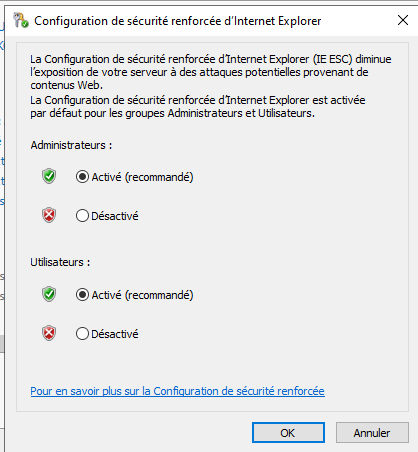 Configuration de sécurité renforcée d'Internet Explorer
La Configuration de sécurité renforcée d'Internet Explorer (IE ESC) diminue
l'exposition de votre serveur à des attaques potentielles provenant de
contenus Web.
La Configuration de sécurité renforcée d'Internet Explorer est activée
par défaut pour les groupes Administrateurs et Utilisateurs.
Administrateurs :
Activé (recommandé)
Désactivé
Utilisateurs :
Activé (recommandé)
Désactivé
Pour en savoir plus sur la Configuration de sécurité renforcée
OK
Annuler